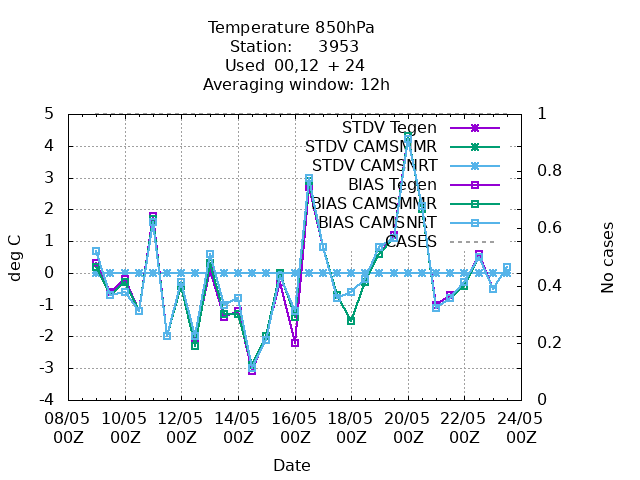 Temperature 850hPa
Station: 3953
Used 00,12 + 24
Averaging window: 12h
5
4
3
2
1
0
-1
-2
-3
-4
deg C
1
0.8
0.6
0.4
0.2
0
No cases
STDV Tegen
STDV CAMSMMR
STDV CAMSNRT
BIAS Tegen
BIAS CAMSMMR
BIAS CAMSNRT
CASES
08/05 10/05 12/05 14/05 16/05 18/05 20/05 22/05 24/05
00Z 00Z 00Z 00Z 00Z 00Z 00Z 00Z 00Z
Date